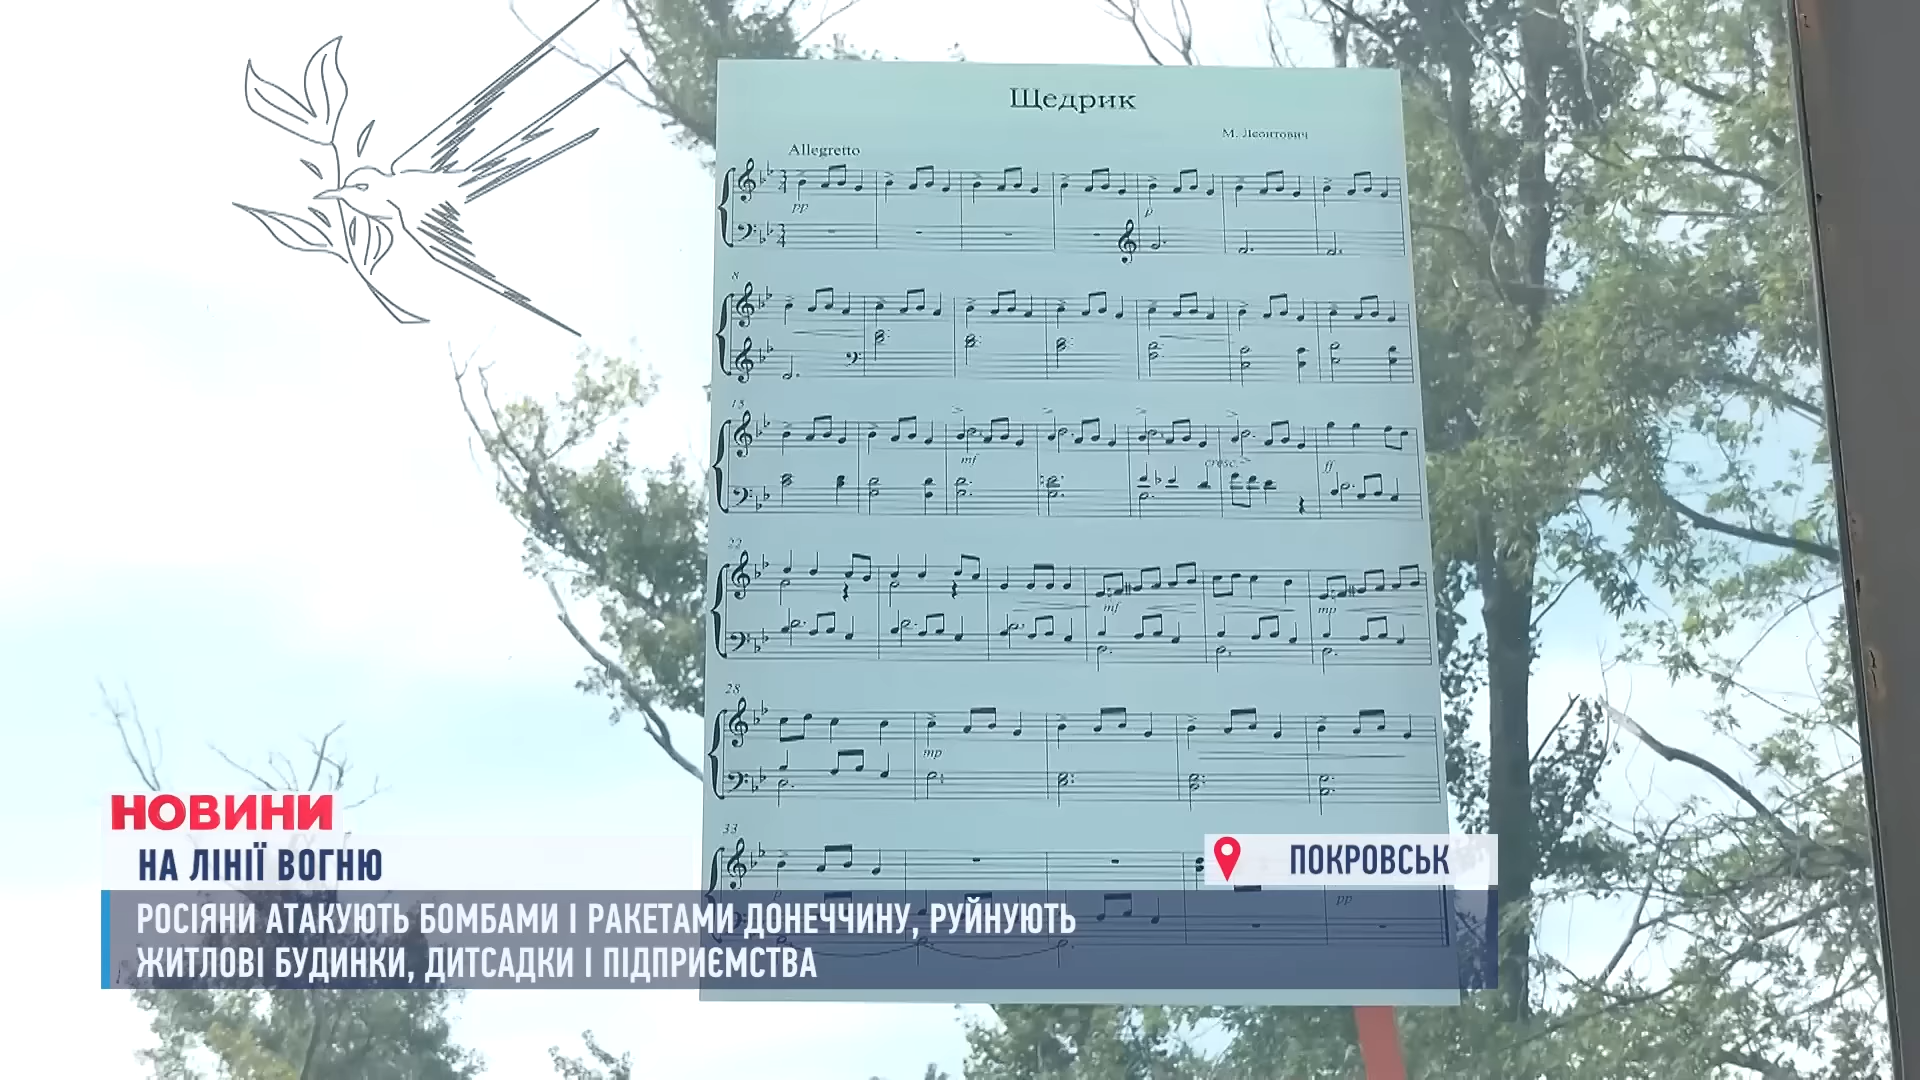 Щедрик
М. Леонтович
Allegretto
pp
p
8
15
mf
cresc.
ff
22
mf
mp
28
mp
33
p
pp
НОВИНИ
НА ЛІНІЇ ВОГНЮ
ПОКРОВСЬК
РОСІЯНИ АТАКУЮТЬ БОМБАМИ І РАКЕТАМИ ДОНЕЧЧИНУ, РУЙНУЮТЬ
ЖИТЛОВІ БУДИНКИ, ДИТСАДКИ І ПІДПРИЄМСТВА